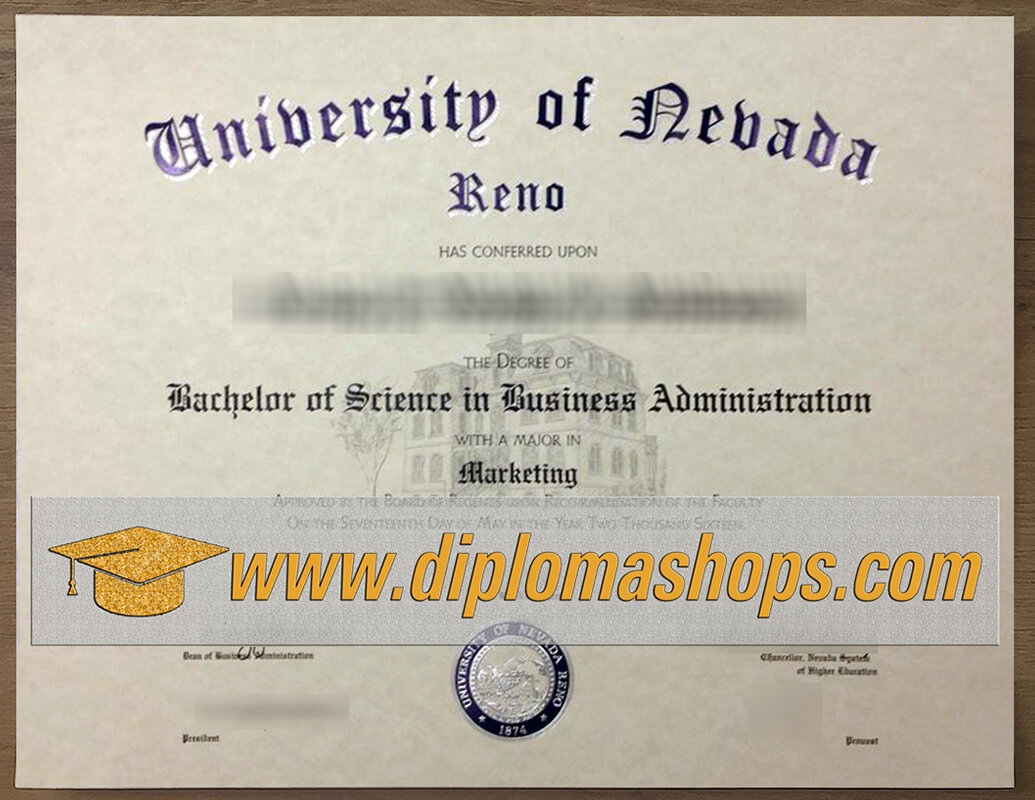 University of Nevada
Reno
HAS CONFERRED UPON
THE DEGREE OF
Bachelor of Science in Business Administration
WITH A MAJOR IN
Marketing
APPROVED BY THE BOARD OF REGENTS UPON RECOMMENDATION OF THE FACULTY
ON THE SEVENTEENTH DAY OF MAY IN THE YEAR TWO THOUSAND SIXTEEN.
www.diplomashops.com
Dean of Business Administration
Chancellor, Nevada System
of Higher Education
UNIVERSITY OF NEVADA RENO
1874
President
Provost